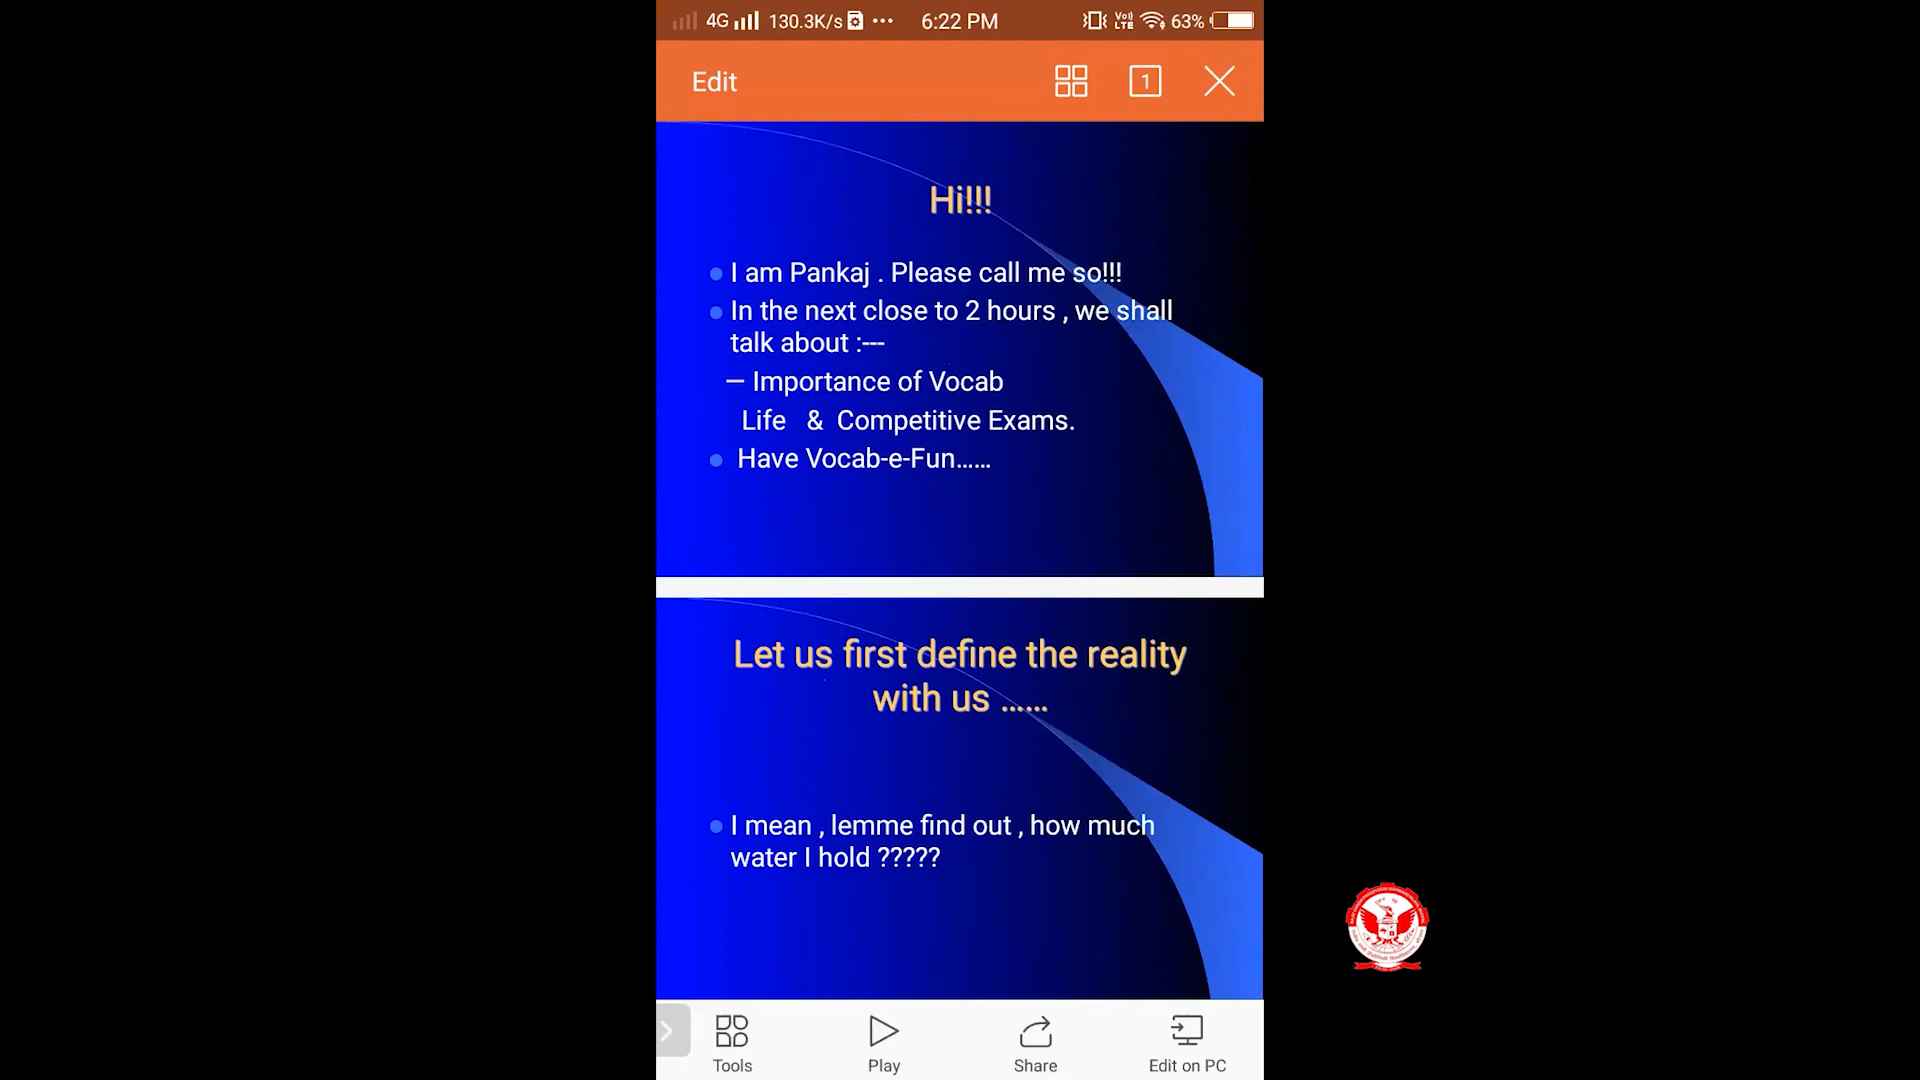 4G 130.3K/s 6:22 PM VoLTE 63%
Edit 1
Hi!!!
I am Pankaj . Please call me so!!!
In the next close to 2 hours , we shall
talk about :---
– Importance of Vocab
Life & Competitive Exams.
Have Vocab-e-Fun......
Let us first define the reality
with us ......
I mean , lemme find out , how much
water I hold ?????
Tools Play Share Edit on PC